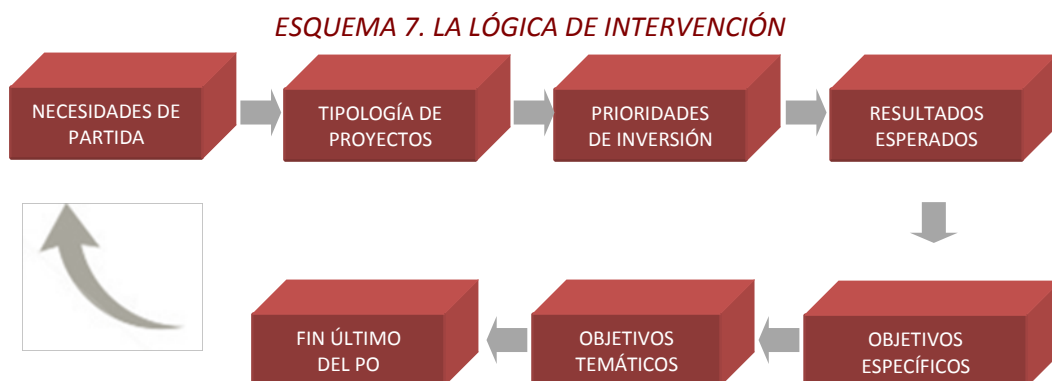 ESQUEMA 7. LA LÓGICA DE INTERVENCIÓN
NECESIDADES DE
PARTIDA
TIPOLOGÍA DE
PROYECTOS
PRIORIDADES
DE INVERSIÓN
RESULTADOS
ESPERADOS
FIN ÚLTIMO
DEL PO
OBJETIVOS
TEMÁTICOS
OBJETIVOS
ESPECÍFICOS